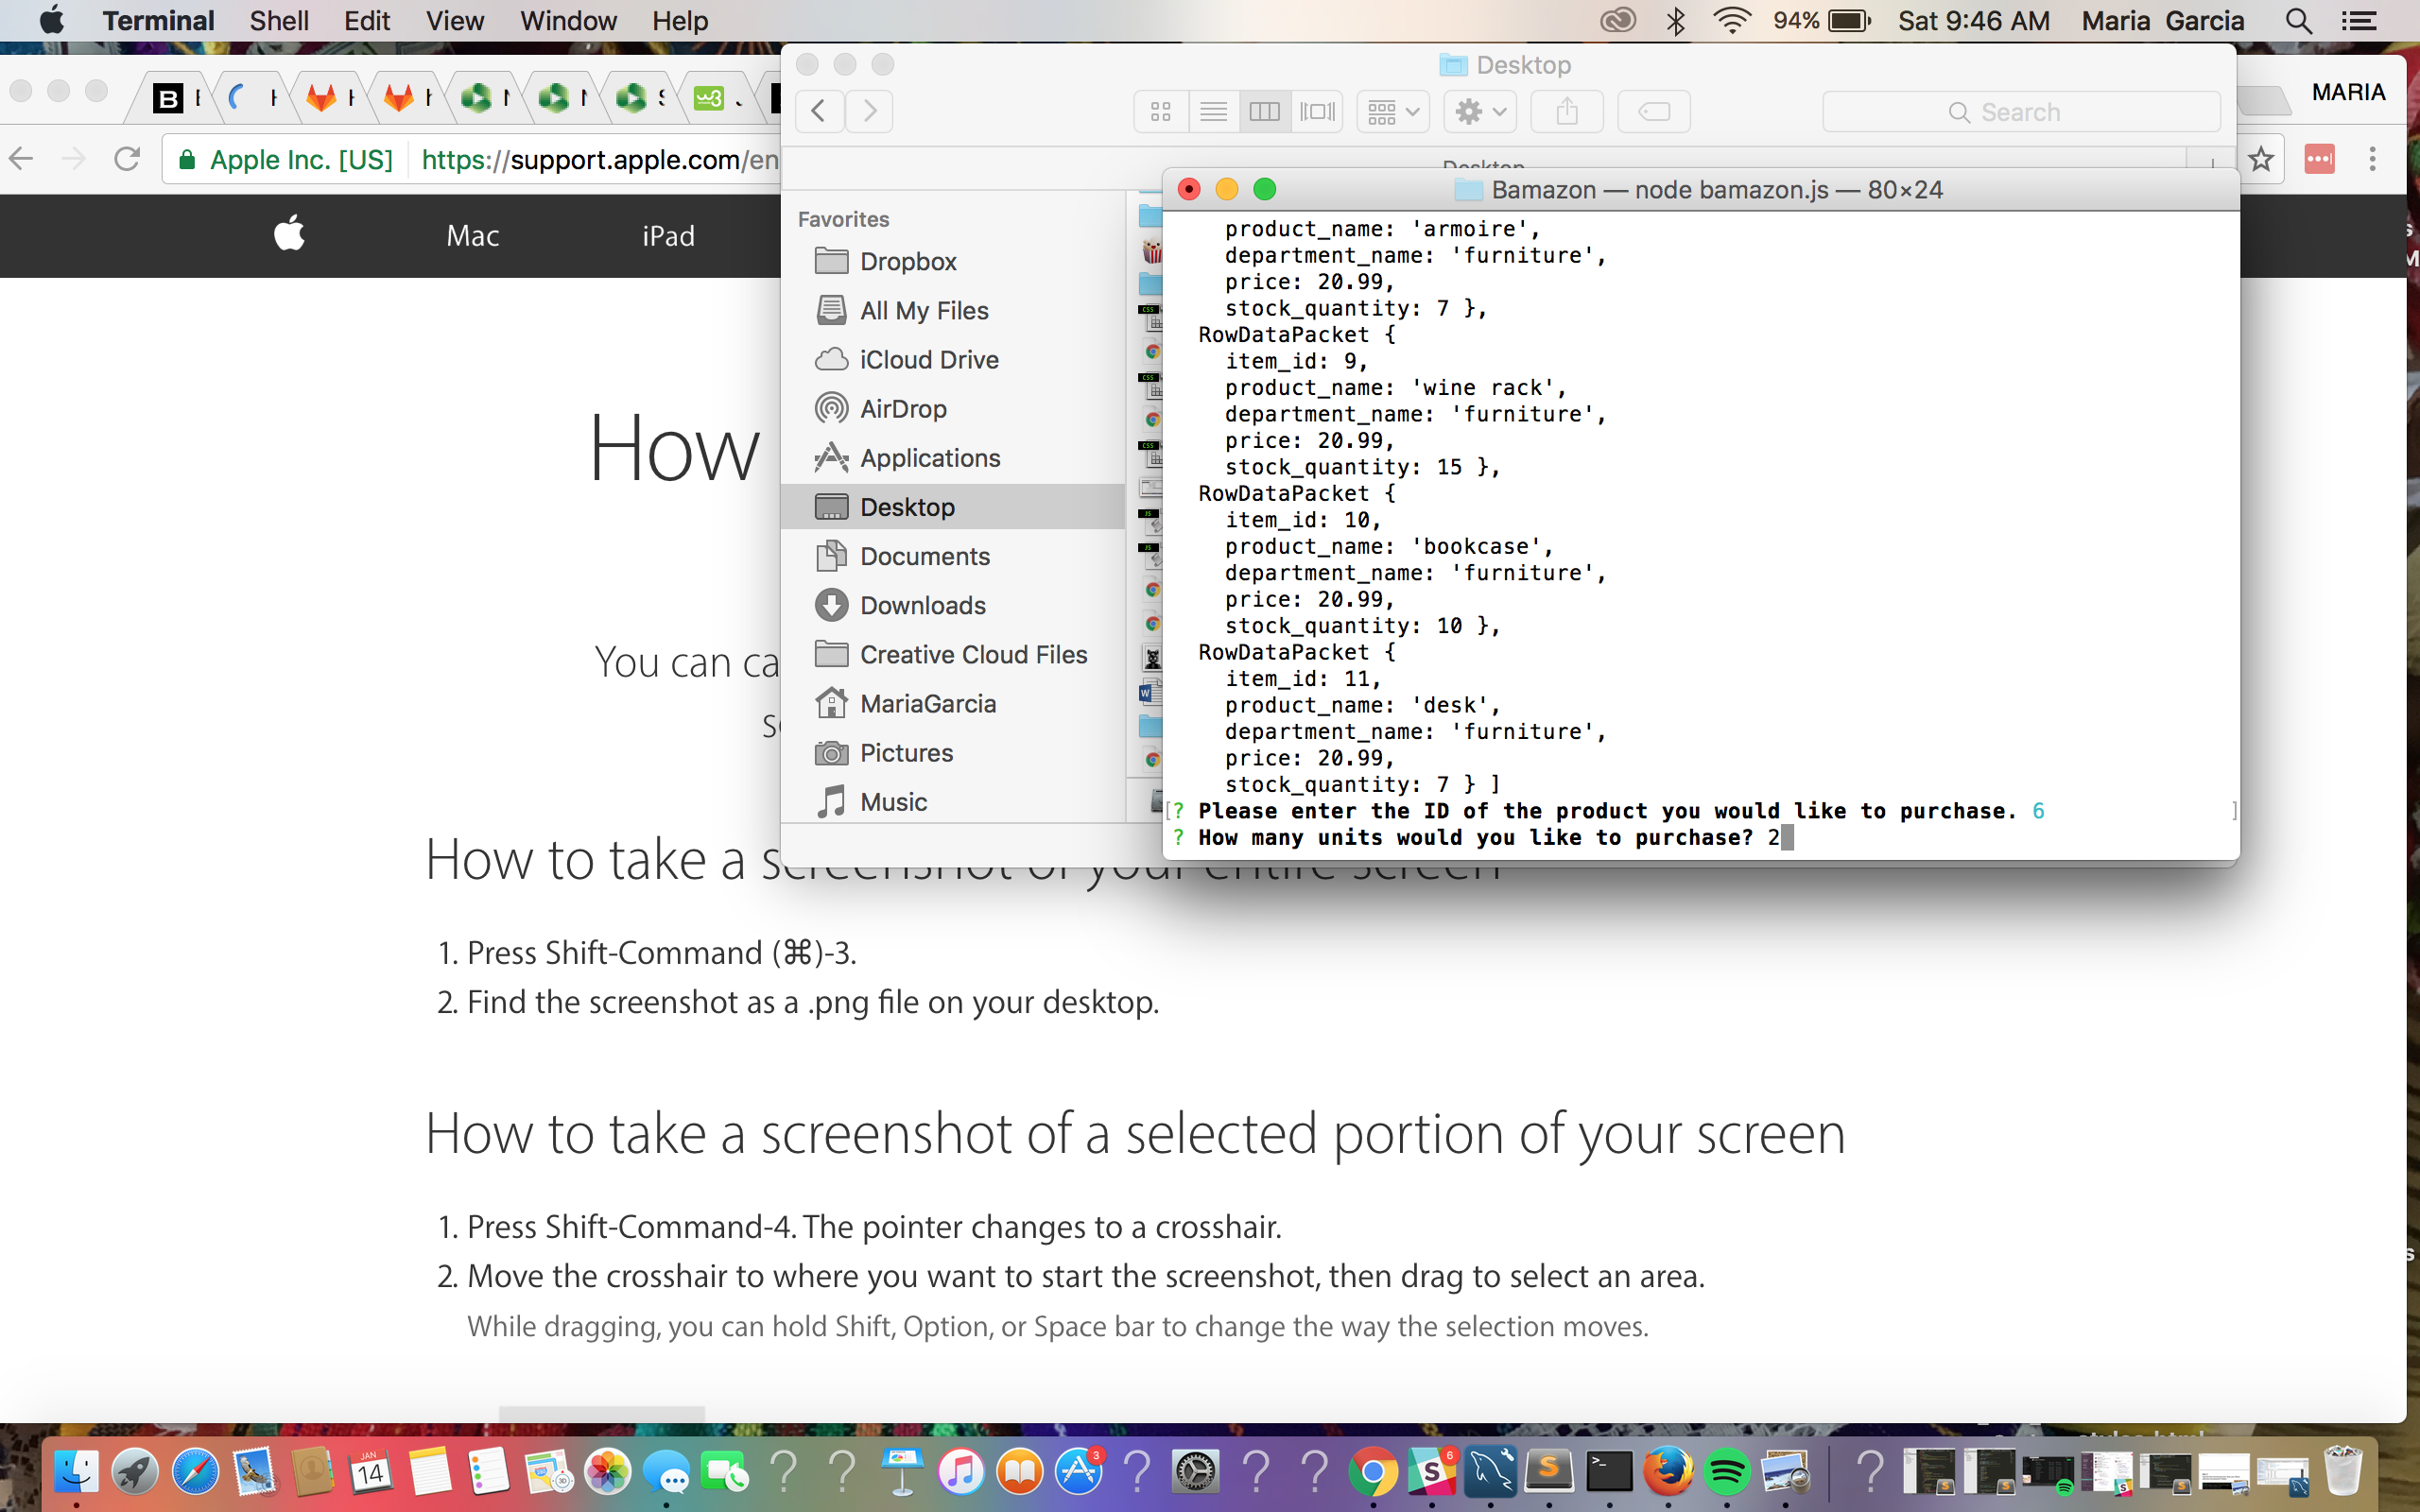 Terminal Shell Edit View Window Help 94% Sat 9:46 AM Maria Garcia
Desktop
MARIA
Search
Apple Inc. [US] https://support.apple.com/en
Desktop
Bamazon — node bamazon.js — 80×24
Mac iPad
Favorites
Dropbox
All My Files
iCloud Drive
AirDrop
Applications
Desktop
Documents
Downloads
Creative Cloud Files
MariaGarcia
Pictures
Music
product_name: 'armoire',
department_name: 'furniture',
price: 20.99,
stock_quantity: 7 },
RowDataPacket {
item_id: 9,
product_name: 'wine rack',
department_name: 'furniture',
price: 20.99,
stock_quantity: 15 },
RowDataPacket {
item_id: 10,
product_name: 'bookcase',
department_name: 'furniture',
price: 20.99,
stock_quantity: 10 },
RowDataPacket {
item_id: 11,
product_name: 'desk',
department_name: 'furniture',
price: 20.99,
stock_quantity: 7 } ]
[? Please enter the ID of the product you would like to purchase. 6 ]
? How many units would you like to purchase? 2
How
You can ca
How to take a screenshot of your entire screen
1. Press Shift-Command (⌘)-3.
2. Find the screenshot as a .png file on your desktop.
How to take a screenshot of a selected portion of your screen
1. Press Shift-Command-4. The pointer changes to a crosshair.
2. Move the crosshair to where you want to start the screenshot, then drag to select an area.
While dragging, you can hold Shift, Option, or Space bar to change the way the selection moves.
JAN
14
3
6